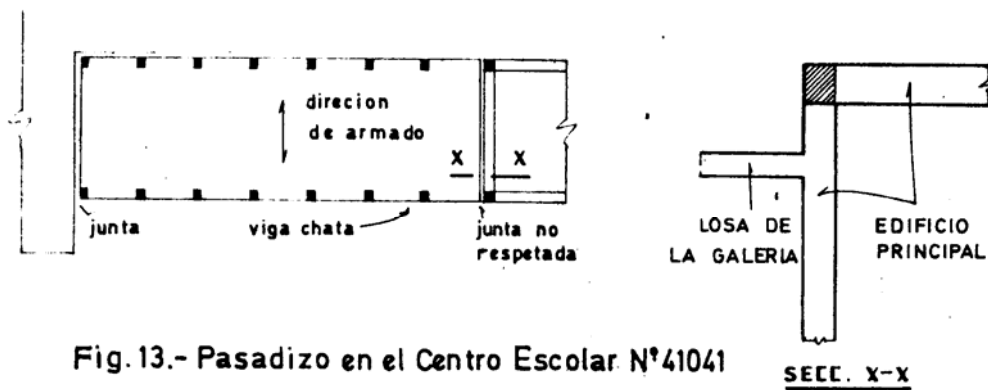 direcion
de armado
X X
junta
viga chata
junta no
respetada
LOSA DE
LA GALERIA
EDIFICIO
PRINCIPAL
Fig. 13.- Pasadizo en el Centro Escolar N° 41041
SECC. X-X